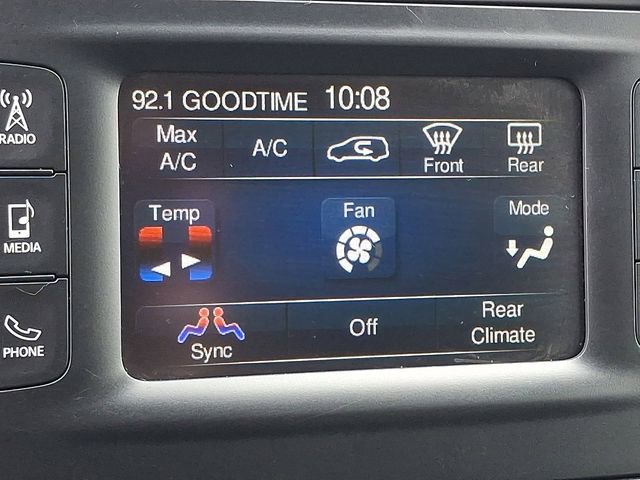 92.1 GOODTIME 10:08
RADIO
Max
A/C
A/C
Front
Rear
MEDIA
Temp
Fan
Mode
PHONE
Sync
Off
Rear
Climate